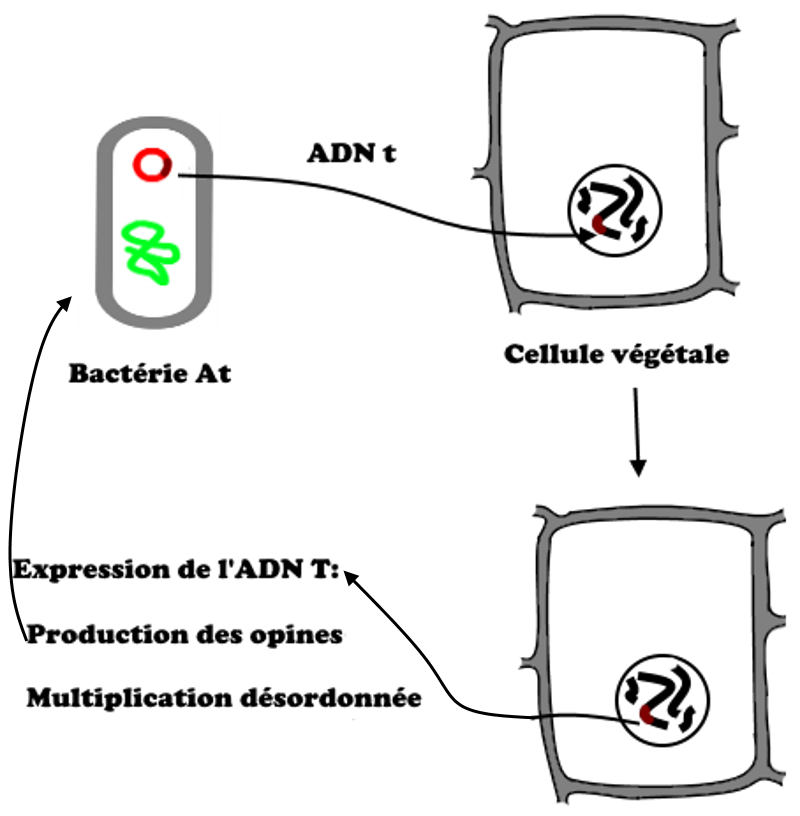 ADN t
Bactérie At
Cellule végétale
Expression de l'ADN T:
Production des opines
Multiplication désordonnée